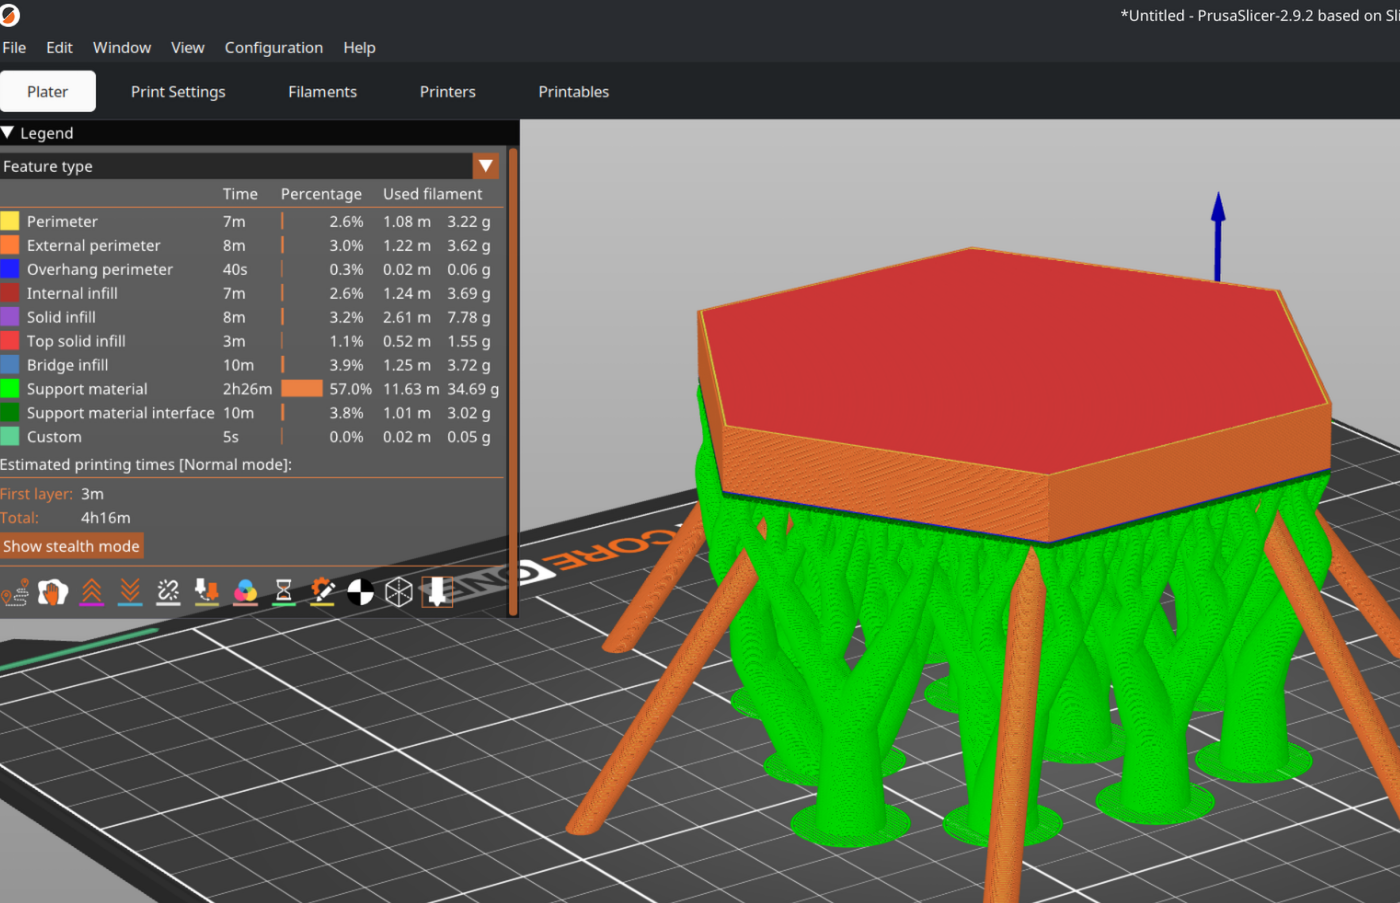 *Untitled - PrusaSlicer-2.9.2 based on Sli
File Edit Window View Configuration Help
Plater Print Settings Filaments Printers Printables
Legend
Feature type
Time Percentage Used filament
Perimeter 7m 2.6% 1.08 m 3.22 g
External perimeter 8m 3.0% 1.22 m 3.62 g
Overhang perimeter 40s 0.3% 0.02 m 0.06 g
Internal infill 7m 2.6% 1.24 m 3.69 g
Solid infill 8m 3.2% 2.61 m 7.78 g
Top solid infill 3m 1.1% 0.52 m 1.55 g
Bridge infill 10m 3.9% 1.25 m 3.72 g
Support material 2h26m 57.0% 11.63 m 34.69 g
Support material interface 10m 3.8% 1.01 m 3.02 g
Custom 5s 0.0% 0.02 m 0.05 g
Estimated printing times [Normal mode]:
First layer: 3m
Total: 4h16m
Show stealth mode
CORE
ONE